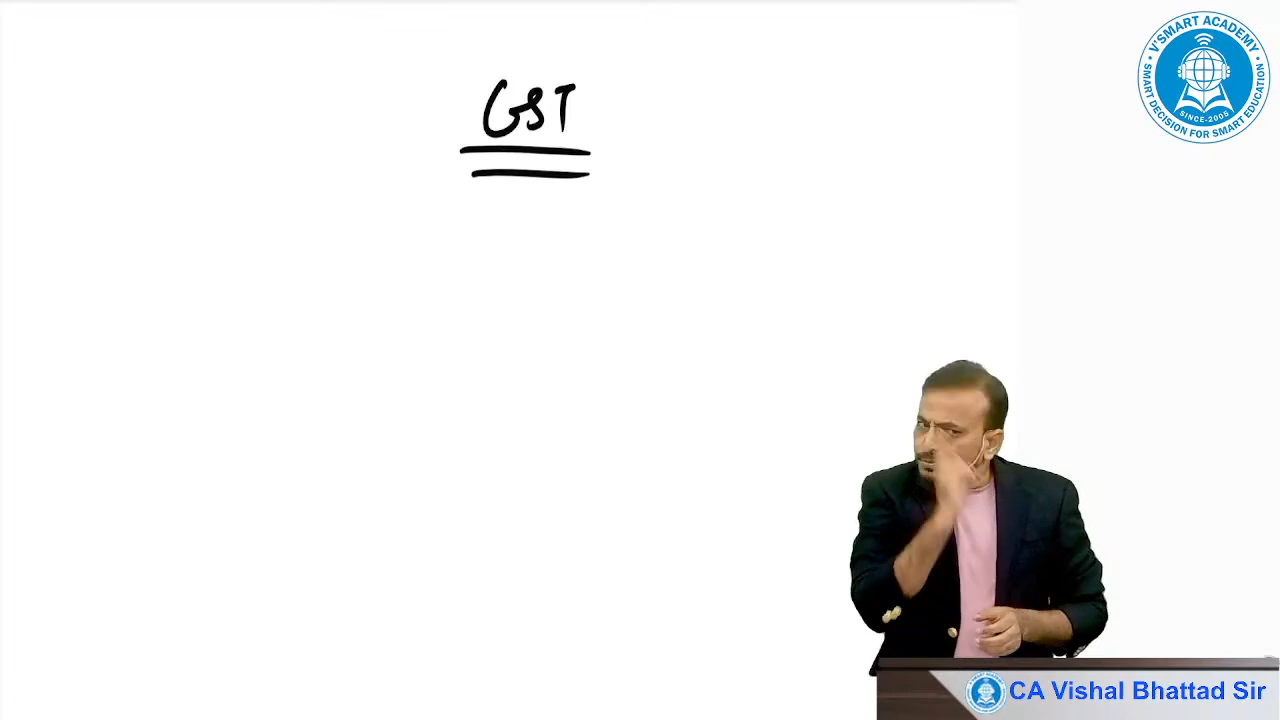 GST
V'SMART ACADEMY
SMART DECISION FOR SMART EDUCATION
SINCE-2005
CA Vishal Bhattad Sir